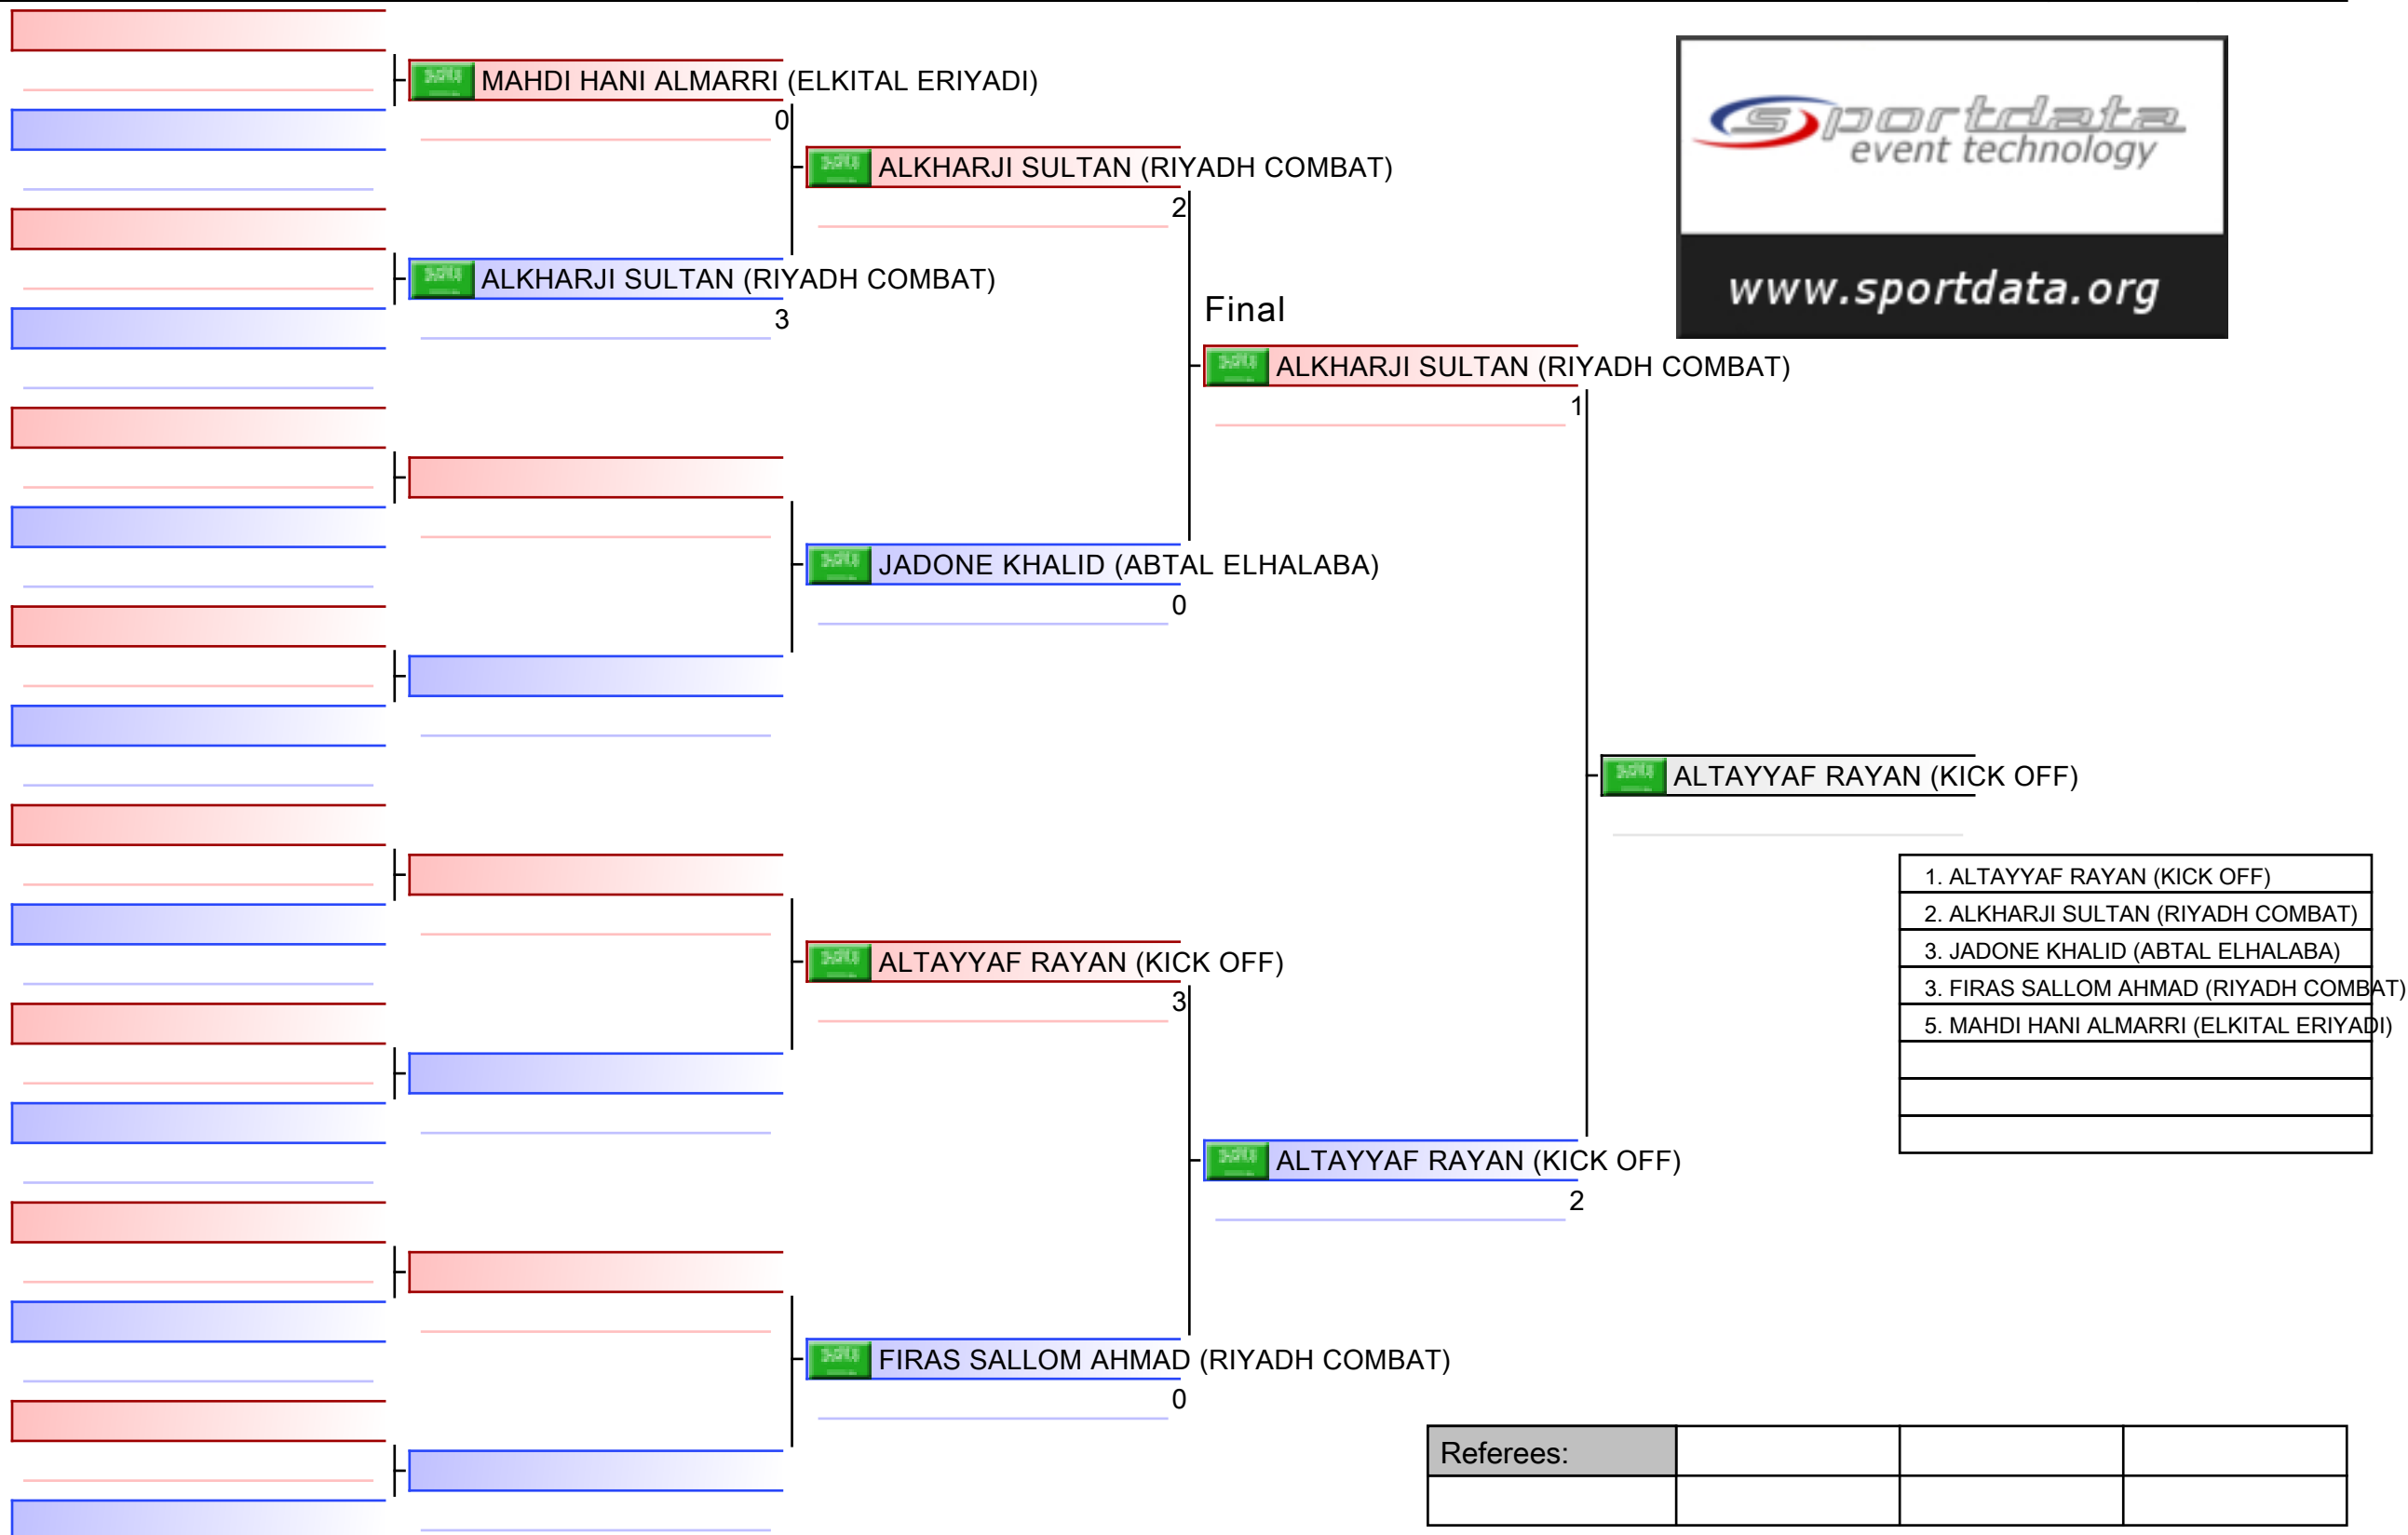 MAHDI HANI ALMARRI (ELKITAL ERIYADI)
0
ALKHARJI SULTAN (RIYADH COMBAT)
2
ALKHARJI SULTAN (RIYADH COMBAT)
3
sportdata
event technology
www.sportdata.org
Final
ALKHARJI SULTAN (RIYADH COMBAT)
1
JADONE KHALID (ABTAL ELHALABA)
0
ALTAYYAF RAYAN (KICK OFF)
1. ALTAYYAF RAYAN (KICK OFF)
2. ALKHARJI SULTAN (RIYADH COMBAT)
3. JADONE KHALID (ABTAL ELHALABA)
3. FIRAS SALLOM AHMAD (RIYADH COMBAT)
5. MAHDI HANI ALMARRI (ELKITAL ERIYADI)
ALTAYYAF RAYAN (KICK OFF)
3
ALTAYYAF RAYAN (KICK OFF)
2
FIRAS SALLOM AHMAD (RIYADH COMBAT)
0
Referees: